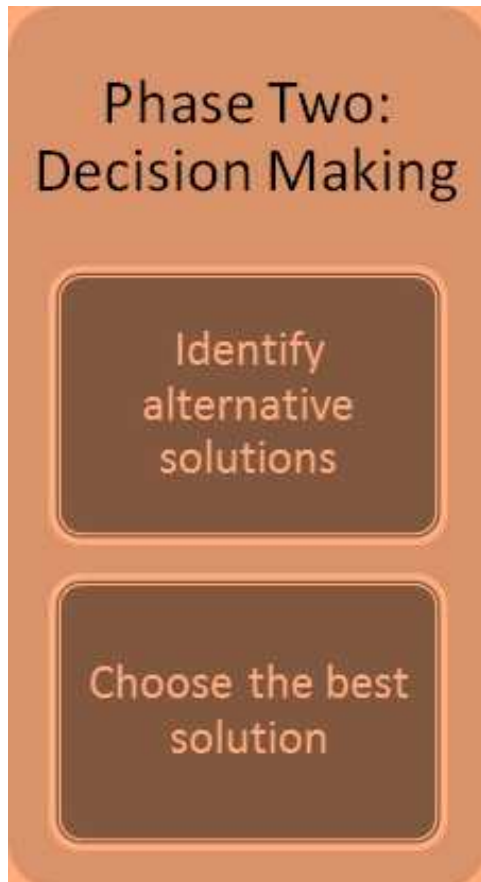 Phase Two:
Decision Making
Identify
alternative
solutions
Choose the best
solution